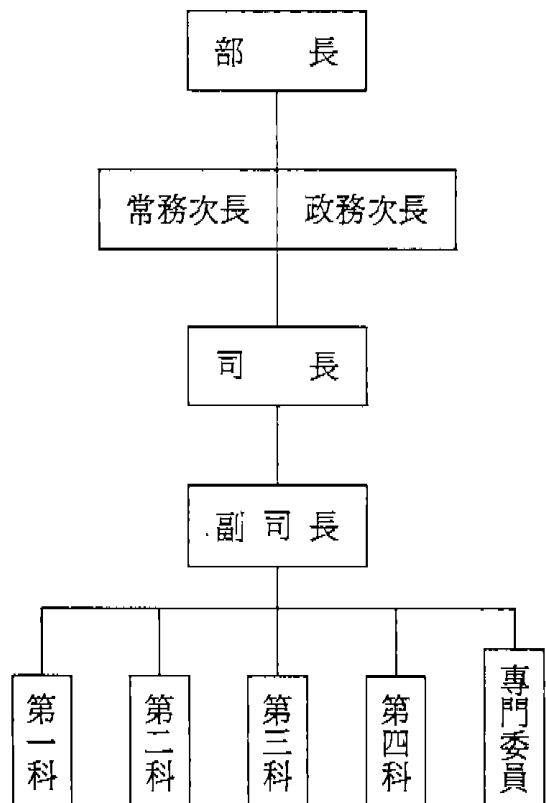 部長
常務次長
政務次長
司長
副司長
第一科
第二科
第三科
第四科
專門委員